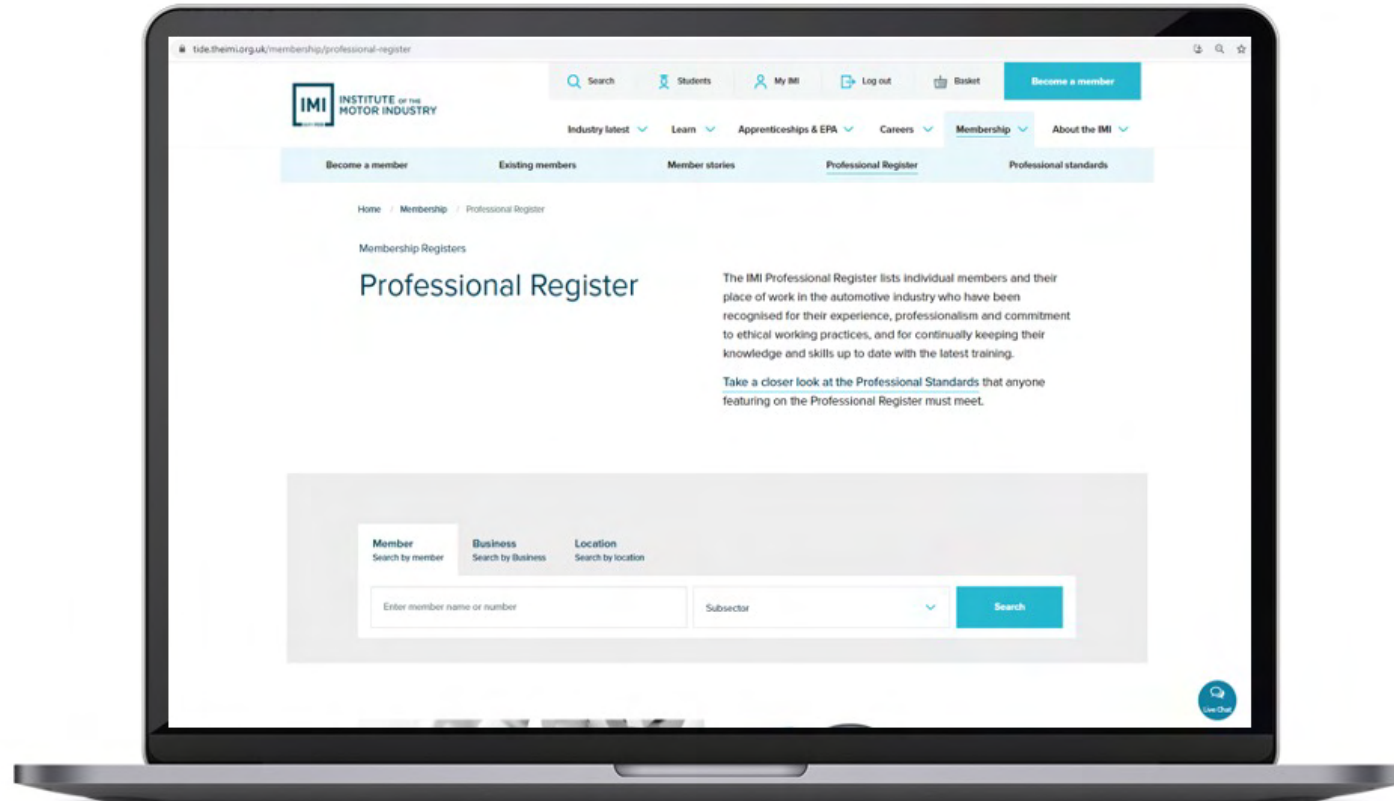 tide.theimi.org.uk/membership/professional-register
Search Students My IMI Log out Basket Become a member
IMI INSTITUTE OF THE
MOTOR INDUSTRY
Industry latest Learn Apprenticeships & EPA Careers Membership About the IMI
Become a member Existing members Member stories Professional Register Professional standards
Home / Membership / Professional Register
Membership Registers
Professional Register
The IMI Professional Register lists individual members and their
place of work in the automotive industry who have been
recognised for their experience, professionalism and commitment
to ethical working practices, and for continually keeping their
knowledge and skills up to date with the latest training.
Take a closer look at the Professional Standards that anyone
featuring on the Professional Register must meet.
Member Business Location
Search by member Search by Business Search by location
Enter member name or number Subsector Search
Live Chat